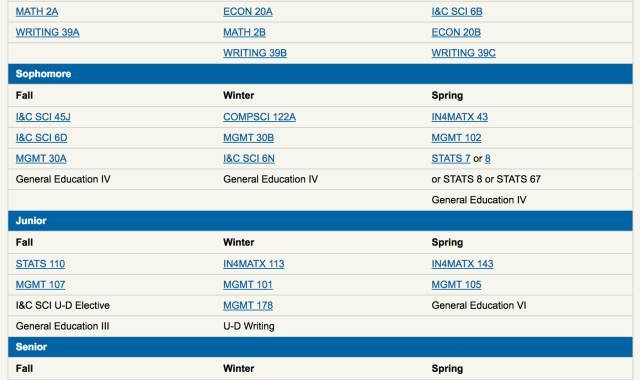 MATH 2A ECON 20A I&C SCI 6B
WRITING 39A MATH 2B ECON 20B
WRITING 39B WRITING 39C
Sophomore
Fall Winter Spring
I&C SCI 45J COMPSCI 122A IN4MATX 43
I&C SCI 6D MGMT 30B MGMT 102
MGMT 30A I&C SCI 6N STATS 7 or 8
General Education IV General Education IV or STATS 8 or STATS 67
General Education IV
Junior
Fall Winter Spring
STATS 110 IN4MATX 113 IN4MATX 143
MGMT 107 MGMT 101 MGMT 105
I&C SCI U-D Elective MGMT 178 General Education VI
General Education III U-D Writing
Senior
Fall Winter Spring